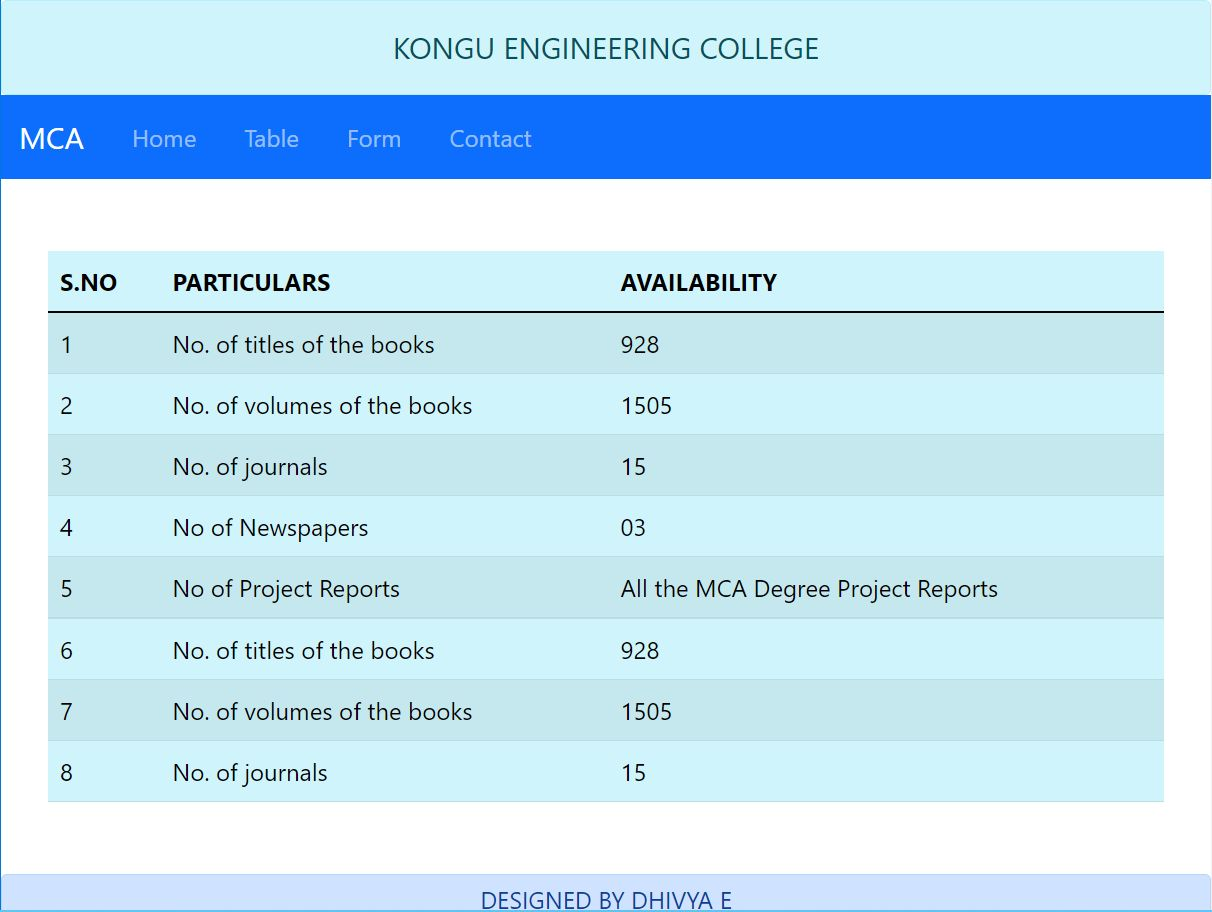 KONGU ENGINEERING COLLEGE
MCA Home Table Form Contact
S.NO PARTICULARS AVAILABILITY
1 No. of titles of the books 928
2 No. of volumes of the books 1505
3 No. of journals 15
4 No of Newspapers 03
5 No of Project Reports All the MCA Degree Project Reports
6 No. of titles of the books 928
7 No. of volumes of the books 1505
8 No. of journals 15
DESIGNED BY DHIVYA E